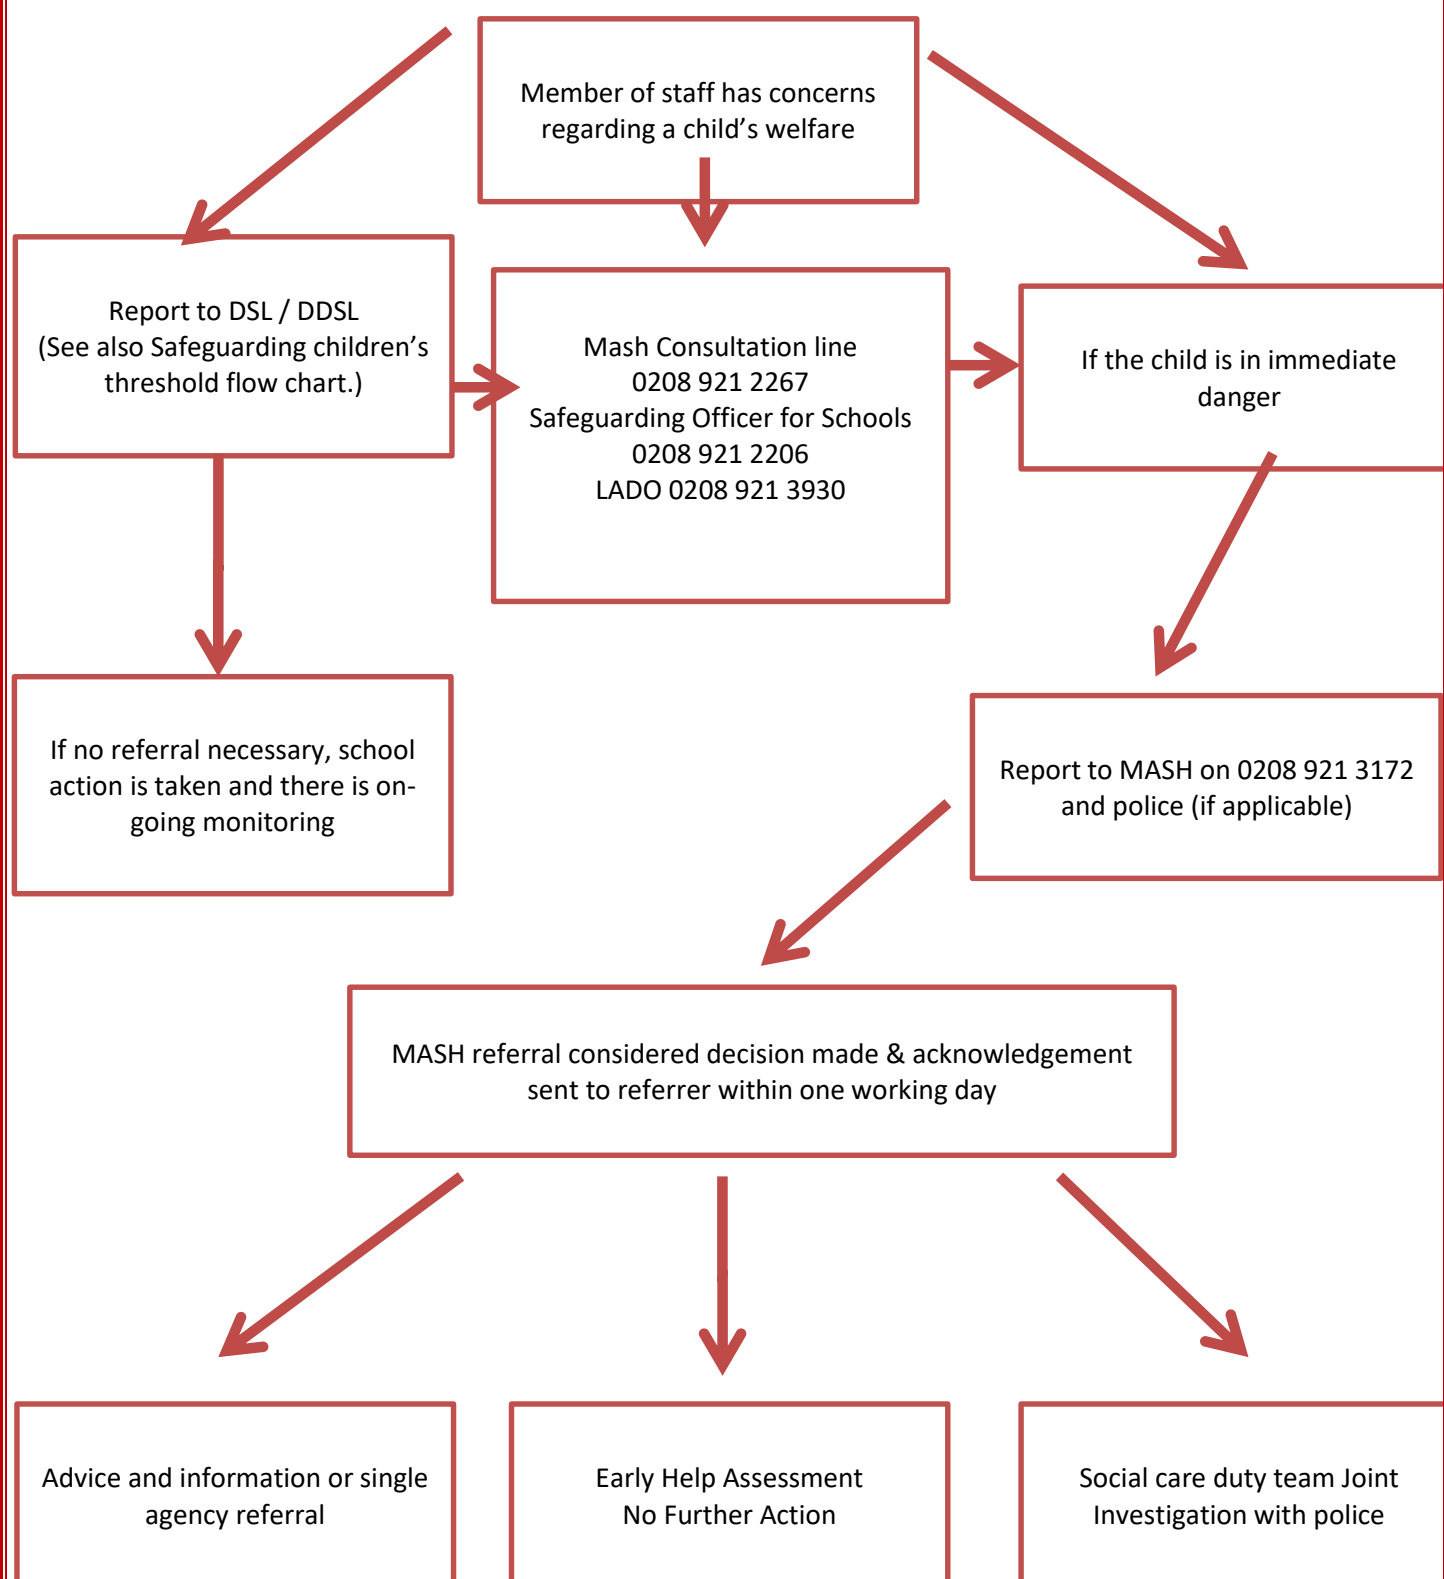 Member of staff has concerns
regarding a child’s welfare
Report to DSL / DDSL
(See also Safeguarding children’s
threshold flow chart.)
Mash Consultation line
0208 921 2267
Safeguarding Officer for Schools
0208 921 2206
LADO 0208 921 3930
If the child is in immediate
danger
If no referral necessary, school
action is taken and there is on-
going monitoring
Report to MASH on 0208 921 3172
and police (if applicable)
MASH referral considered decision made & acknowledgement
sent to referrer within one working day
Advice and information or single
agency referral
Early Help Assessment
No Further Action
Social care duty team Joint
Investigation with police